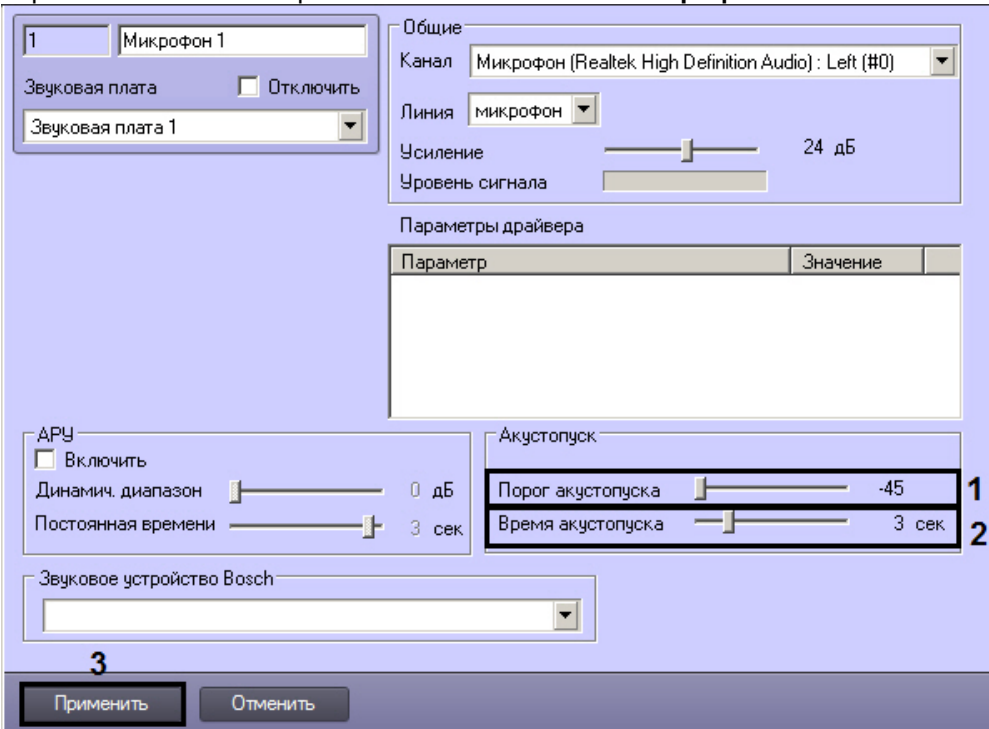 1
Микрофон 1
Звуковая плата
Отключить
Звуковая плата 1
Общие
Канал
Микрофон (Realtek High Definition Audio) : Left (#0)
Линия
микрофон
Усиление
24 дБ
Уровень сигнала
Параметры драйвера
Параметр
Значение
АРУ
Включить
Динамич. диапазон
0 дБ
Постоянная времени
3 сек
Акустопуск
Порог акустопуска
-45
1
Время акустопуска
3 сек
2
Звуковое устройство Bosch
3
Применить
Отменить